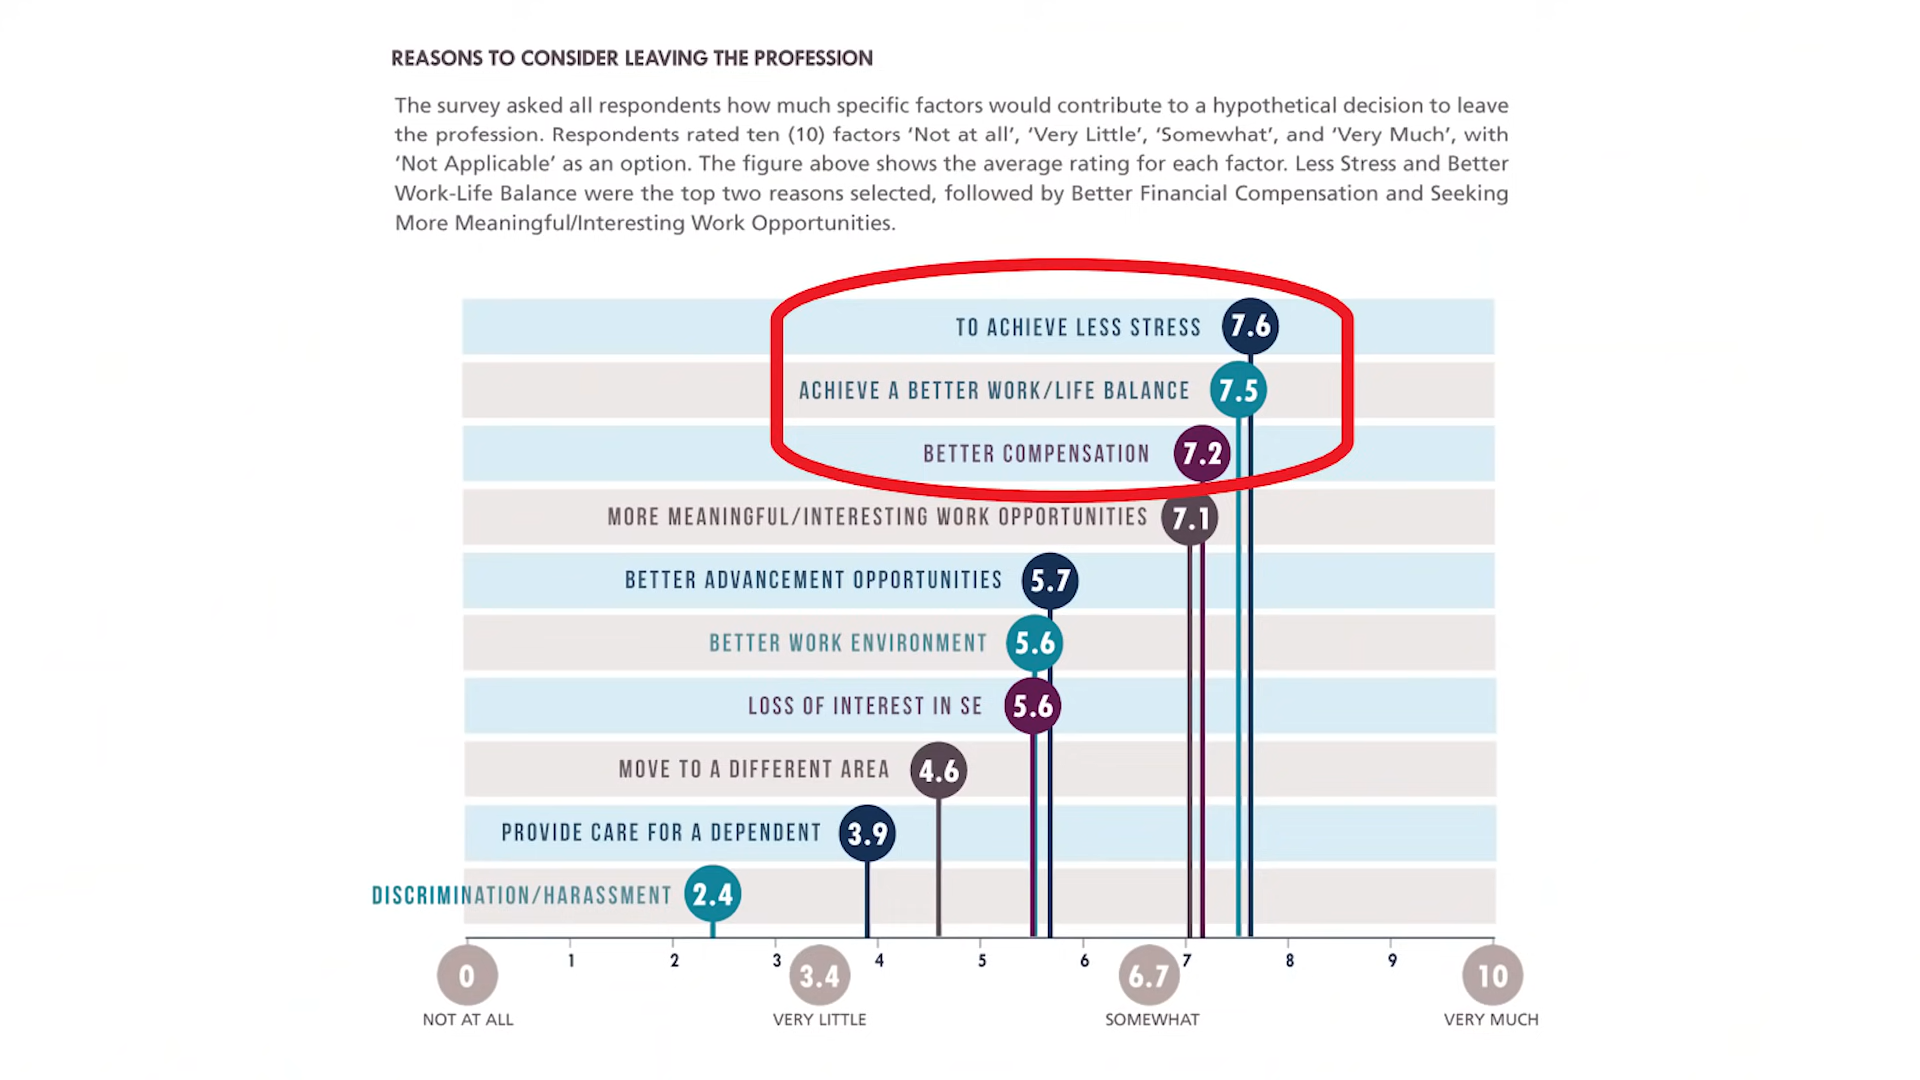 REASONS TO CONSIDER LEAVING THE PROFESSION
The survey asked all respondents how much specific factors would contribute to a hypothetical decision to leave
the profession. Respondents rated ten (10) factors ‘Not at all’, ‘Very Little’, ‘Somewhat’, and ‘Very Much’, with
‘Not Applicable’ as an option. The figure above shows the average rating for each factor. Less Stress and Better
Work-Life Balance were the top two reasons selected, followed by Better Financial Compensation and Seeking
More Meaningful/Interesting Work Opportunities.
TO ACHIEVE LESS STRESS 7.6
ACHIEVE A BETTER WORK/LIFE BALANCE 7.5
BETTER COMPENSATION 7.2
MORE MEANINGFUL/INTERESTING WORK OPPORTUNITIES 7.1
BETTER ADVANCEMENT OPPORTUNITIES 5.7
BETTER WORK ENVIRONMENT 5.6
LOSS OF INTEREST IN SE 5.6
MOVE TO A DIFFERENT AREA 4.6
PROVIDE CARE FOR A DEPENDENT 3.9
DISCRIMINATION/HARASSMENT 2.4
0 1 2 3 3.4 4 5 6 6.7 7 8 9 10
NOT AT ALL VERY LITTLE SOMEWHAT VERY MUCH